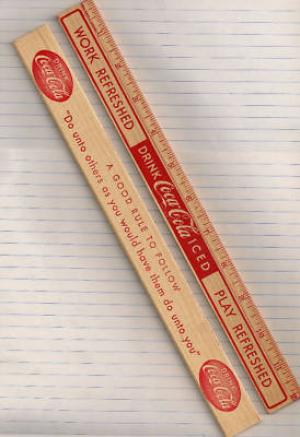 DRINK
Coca-Cola
A GOOD RULE TO FOLLOW
"Do unto others as you would have them do unto you"
DRINK
Coca-Cola
WORK REFRESHED
DRINK Coca-Cola ICED
PLAY REFRESHED